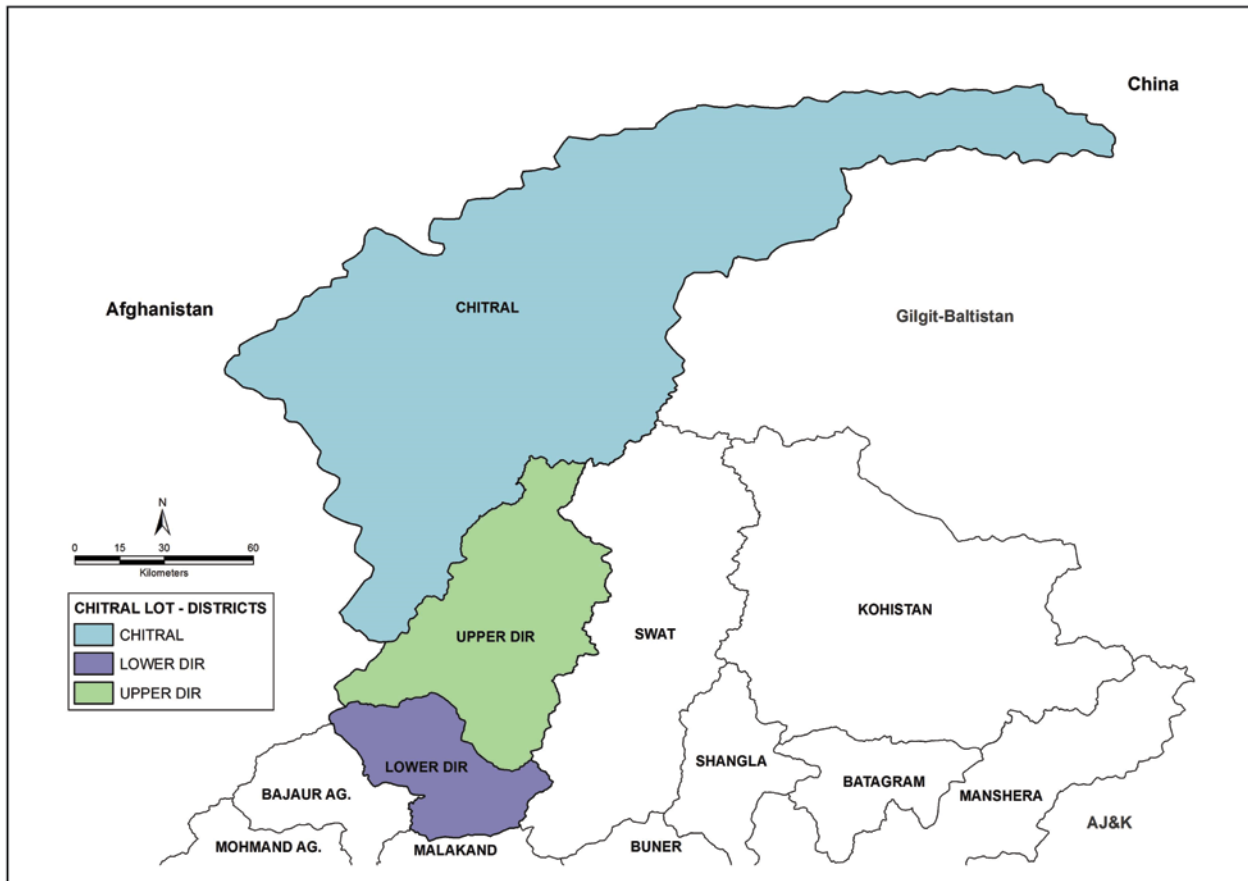 China
Afghanistan
CHITRAL
Gilgit-Baltistan
N
0 15 30 60
Kilometers
CHITRAL LOT - DISTRICTS
CHITRAL
LOWER DIR
UPPER DIR
UPPER DIR
SWAT
KOHISTAN
LOWER DIR
SHANGLA
BATAGRAM
BAJAUR AG.
MANSHERA
AJ&K
MOHMAND AG.
MALAKAND
BUNER